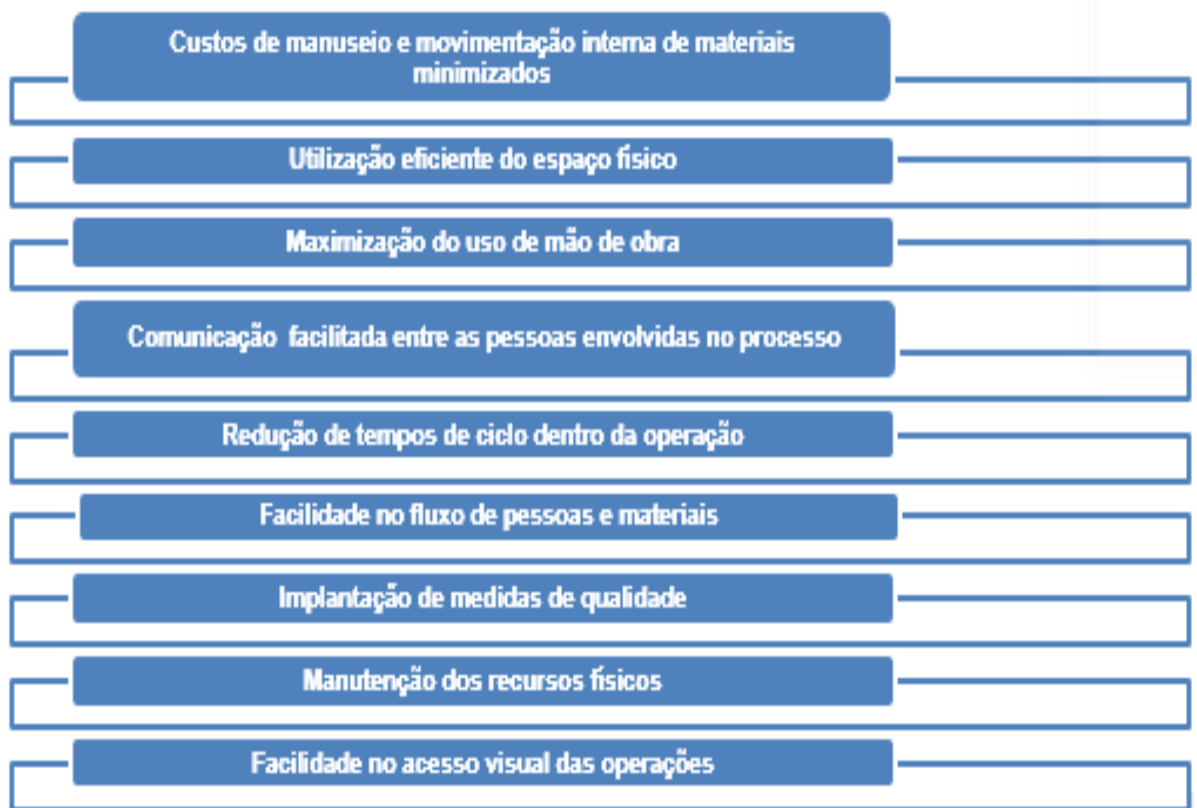 Custos de manuseio e movimentação interna de materiais
minimizados
Utilização eficiente do espaço físico
Maximização do uso de mão de obra
Comunicação facilitada entre as pessoas envolvidas no processo
Redução de tempos de ciclo dentro da operação
Facilidade no fluxo de pessoas e materiais
Implantação de medidas de qualidade
Manutenção dos recursos físicos
Facilidade no acesso visual das operações